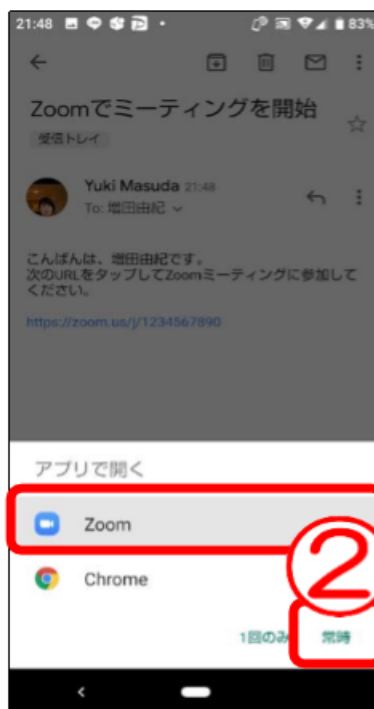 21:48
83%
Zoomでミーティングを開始
受信トレイ
Yuki Masuda 21:48
To: 増田由紀
こんばんは、増田由紀です。
次のURLをタップしてZoomミーティングに参加して
ください。
https://zoom.us/j/1234567890
アプリで開く
Zoom
Chrome
②
1回のみ 常時